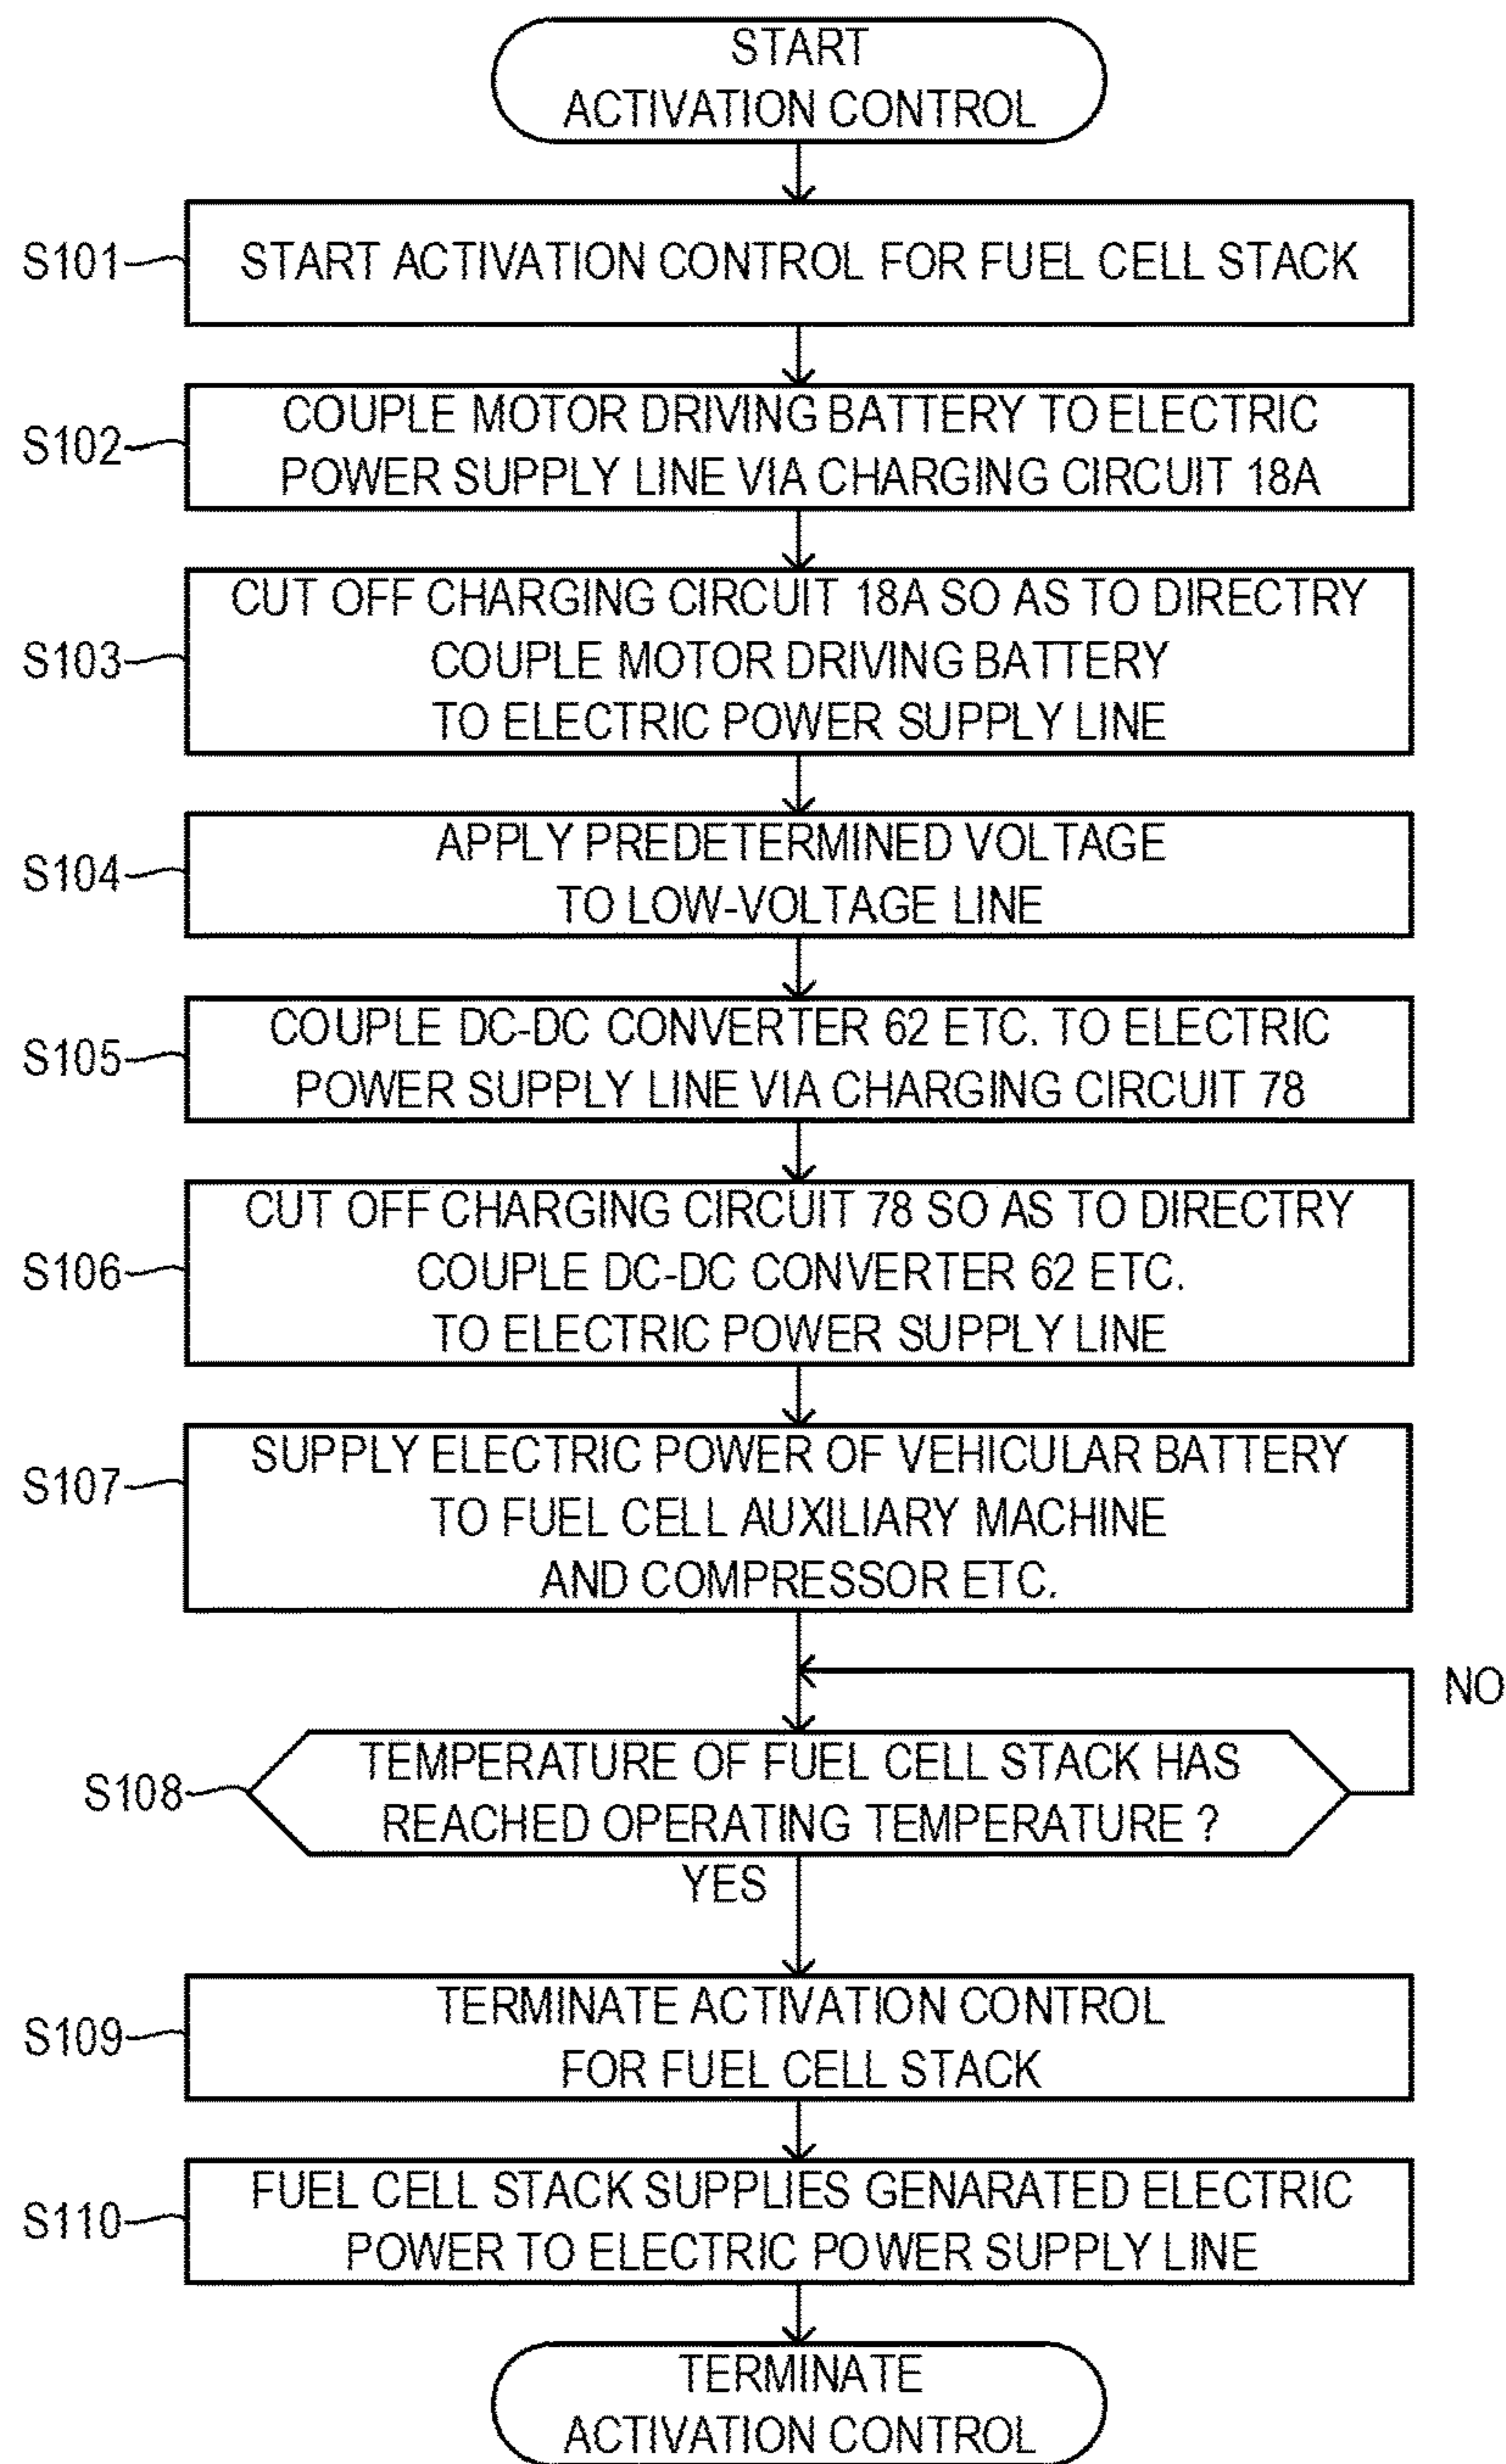 START
ACTIVATION CONTROL
S101
START ACTIVATION CONTROL FOR FUEL CELL STACK
S102
COUPLE MOTOR DRIVING BATTERY TO ELECTRIC
POWER SUPPLY LINE VIA CHARGING CIRCUIT 18A
S103
CUT OFF CHARGING CIRCUIT 18A SO AS TO DIRECTRY
COUPLE MOTOR DRIVING BATTERY
TO ELECTRIC POWER SUPPLY LINE
S104
APPLY PREDETERMINED VOLTAGE
TO LOW-VOLTAGE LINE
S105
COUPLE DC-DC CONVERTER 62 ETC. TO ELECTRIC
POWER SUPPLY LINE VIA CHARGING CIRCUIT 78
S106
CUT OFF CHARGING CIRCUIT 78 SO AS TO DIRECTRY
COUPLE DC-DC CONVERTER 62 ETC.
TO ELECTRIC POWER SUPPLY LINE
S107
SUPPLY ELECTRIC POWER OF VEHICULAR BATTERY
TO FUEL CELL AUXILIARY MACHINE
AND COMPRESSOR ETC.
NO
S108
TEMPERATURE OF FUEL CELL STACK HAS
REACHED OPERATING TEMPERATURE ?
YES
S109
TERMINATE ACTIVATION CONTROL
FOR FUEL CELL STACK
S110
FUEL CELL STACK SUPPLIES GENARATED ELECTRIC
POWER TO ELECTRIC POWER SUPPLY LINE
TERMINATE
ACTIVATION CONTROL